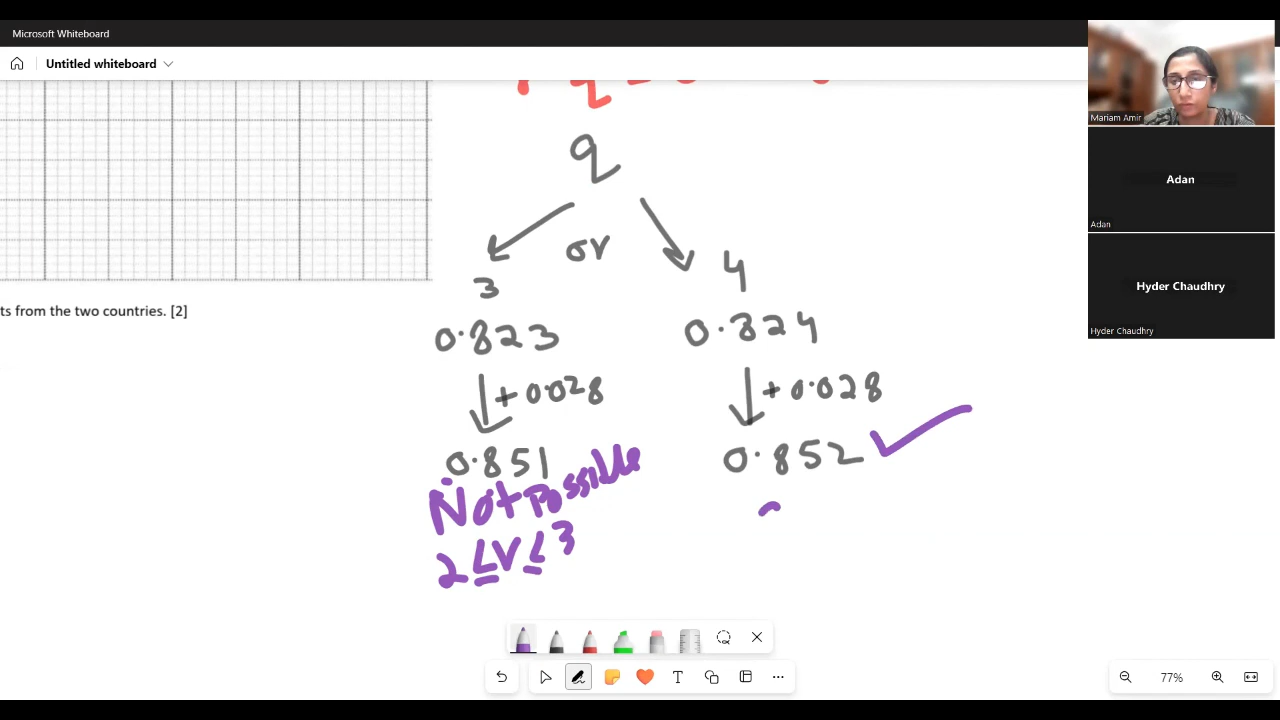 Microsoft Whiteboard
Untitled whiteboard
Mariam Amir
Adan
Adan
Hyder Chaudhry
Hyder Chaudhry
q
or
3
4
0.823
0.824
ts from the two countries. [2]
+0.028
+0.028
0.851
0.852
Not Possible
2≤r≤3
T
77%